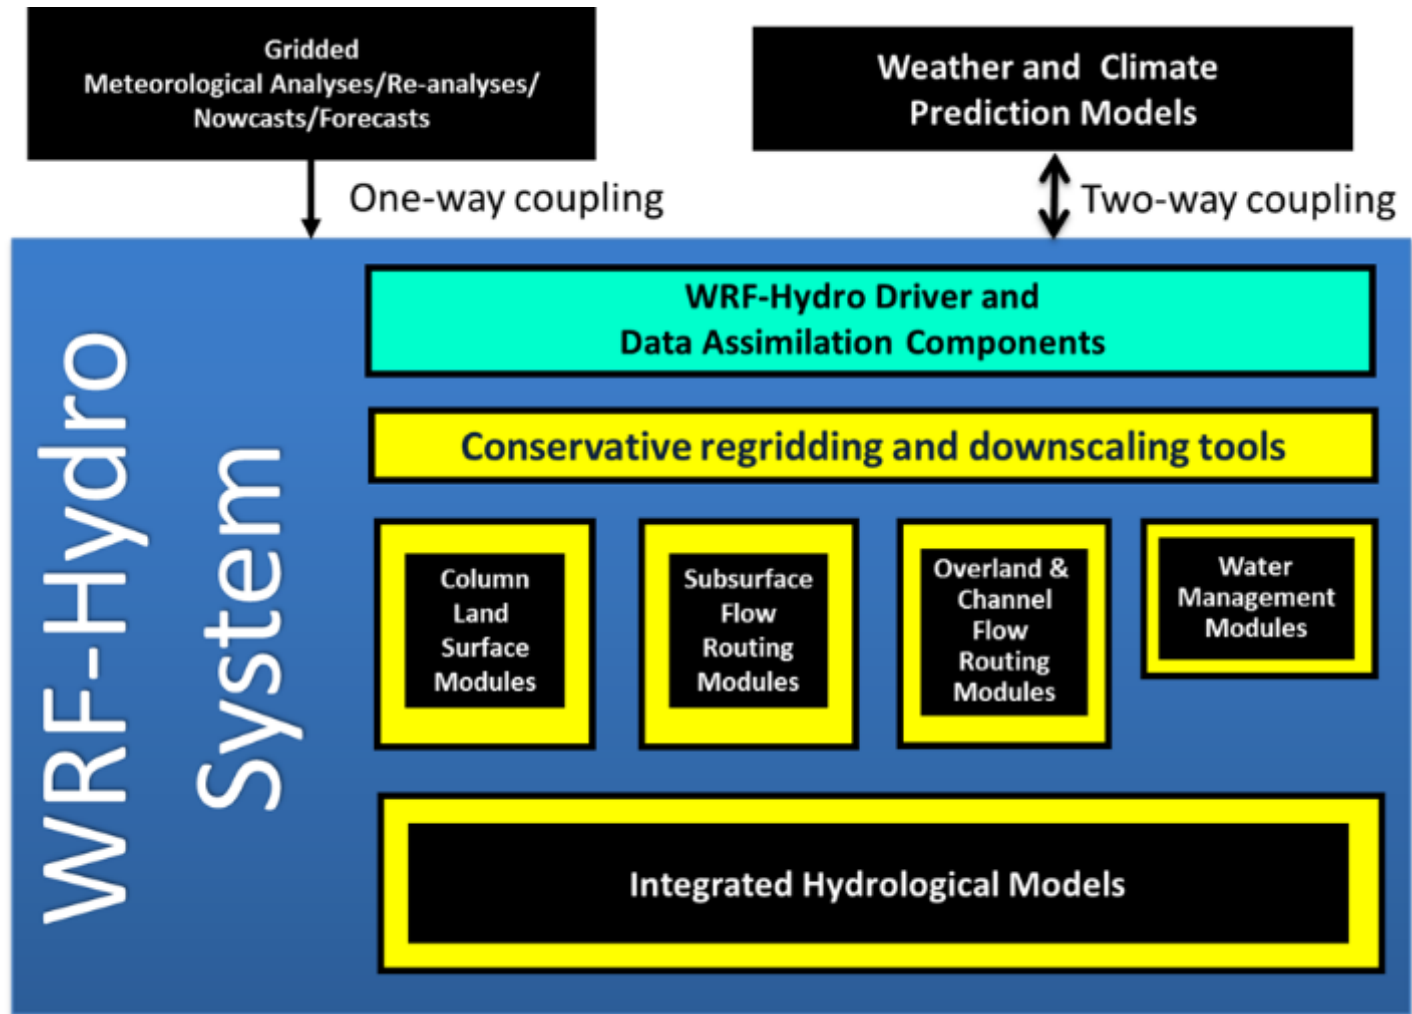 Gridded
Meteorological Analyses/Re-analyses/
Nowcasts/Forecasts
Weather and Climate
Prediction Models
One-way coupling
Two-way coupling
WRF-Hydro
System
WRF-Hydro Driver and
Data Assimilation Components
Conservative regridding and downscaling tools
Column
Land
Surface
Modules
Subsurface
Flow
Routing
Modules
Overland &
Channel
Flow
Routing
Modules
Water
Management
Modules
Integrated Hydrological Models